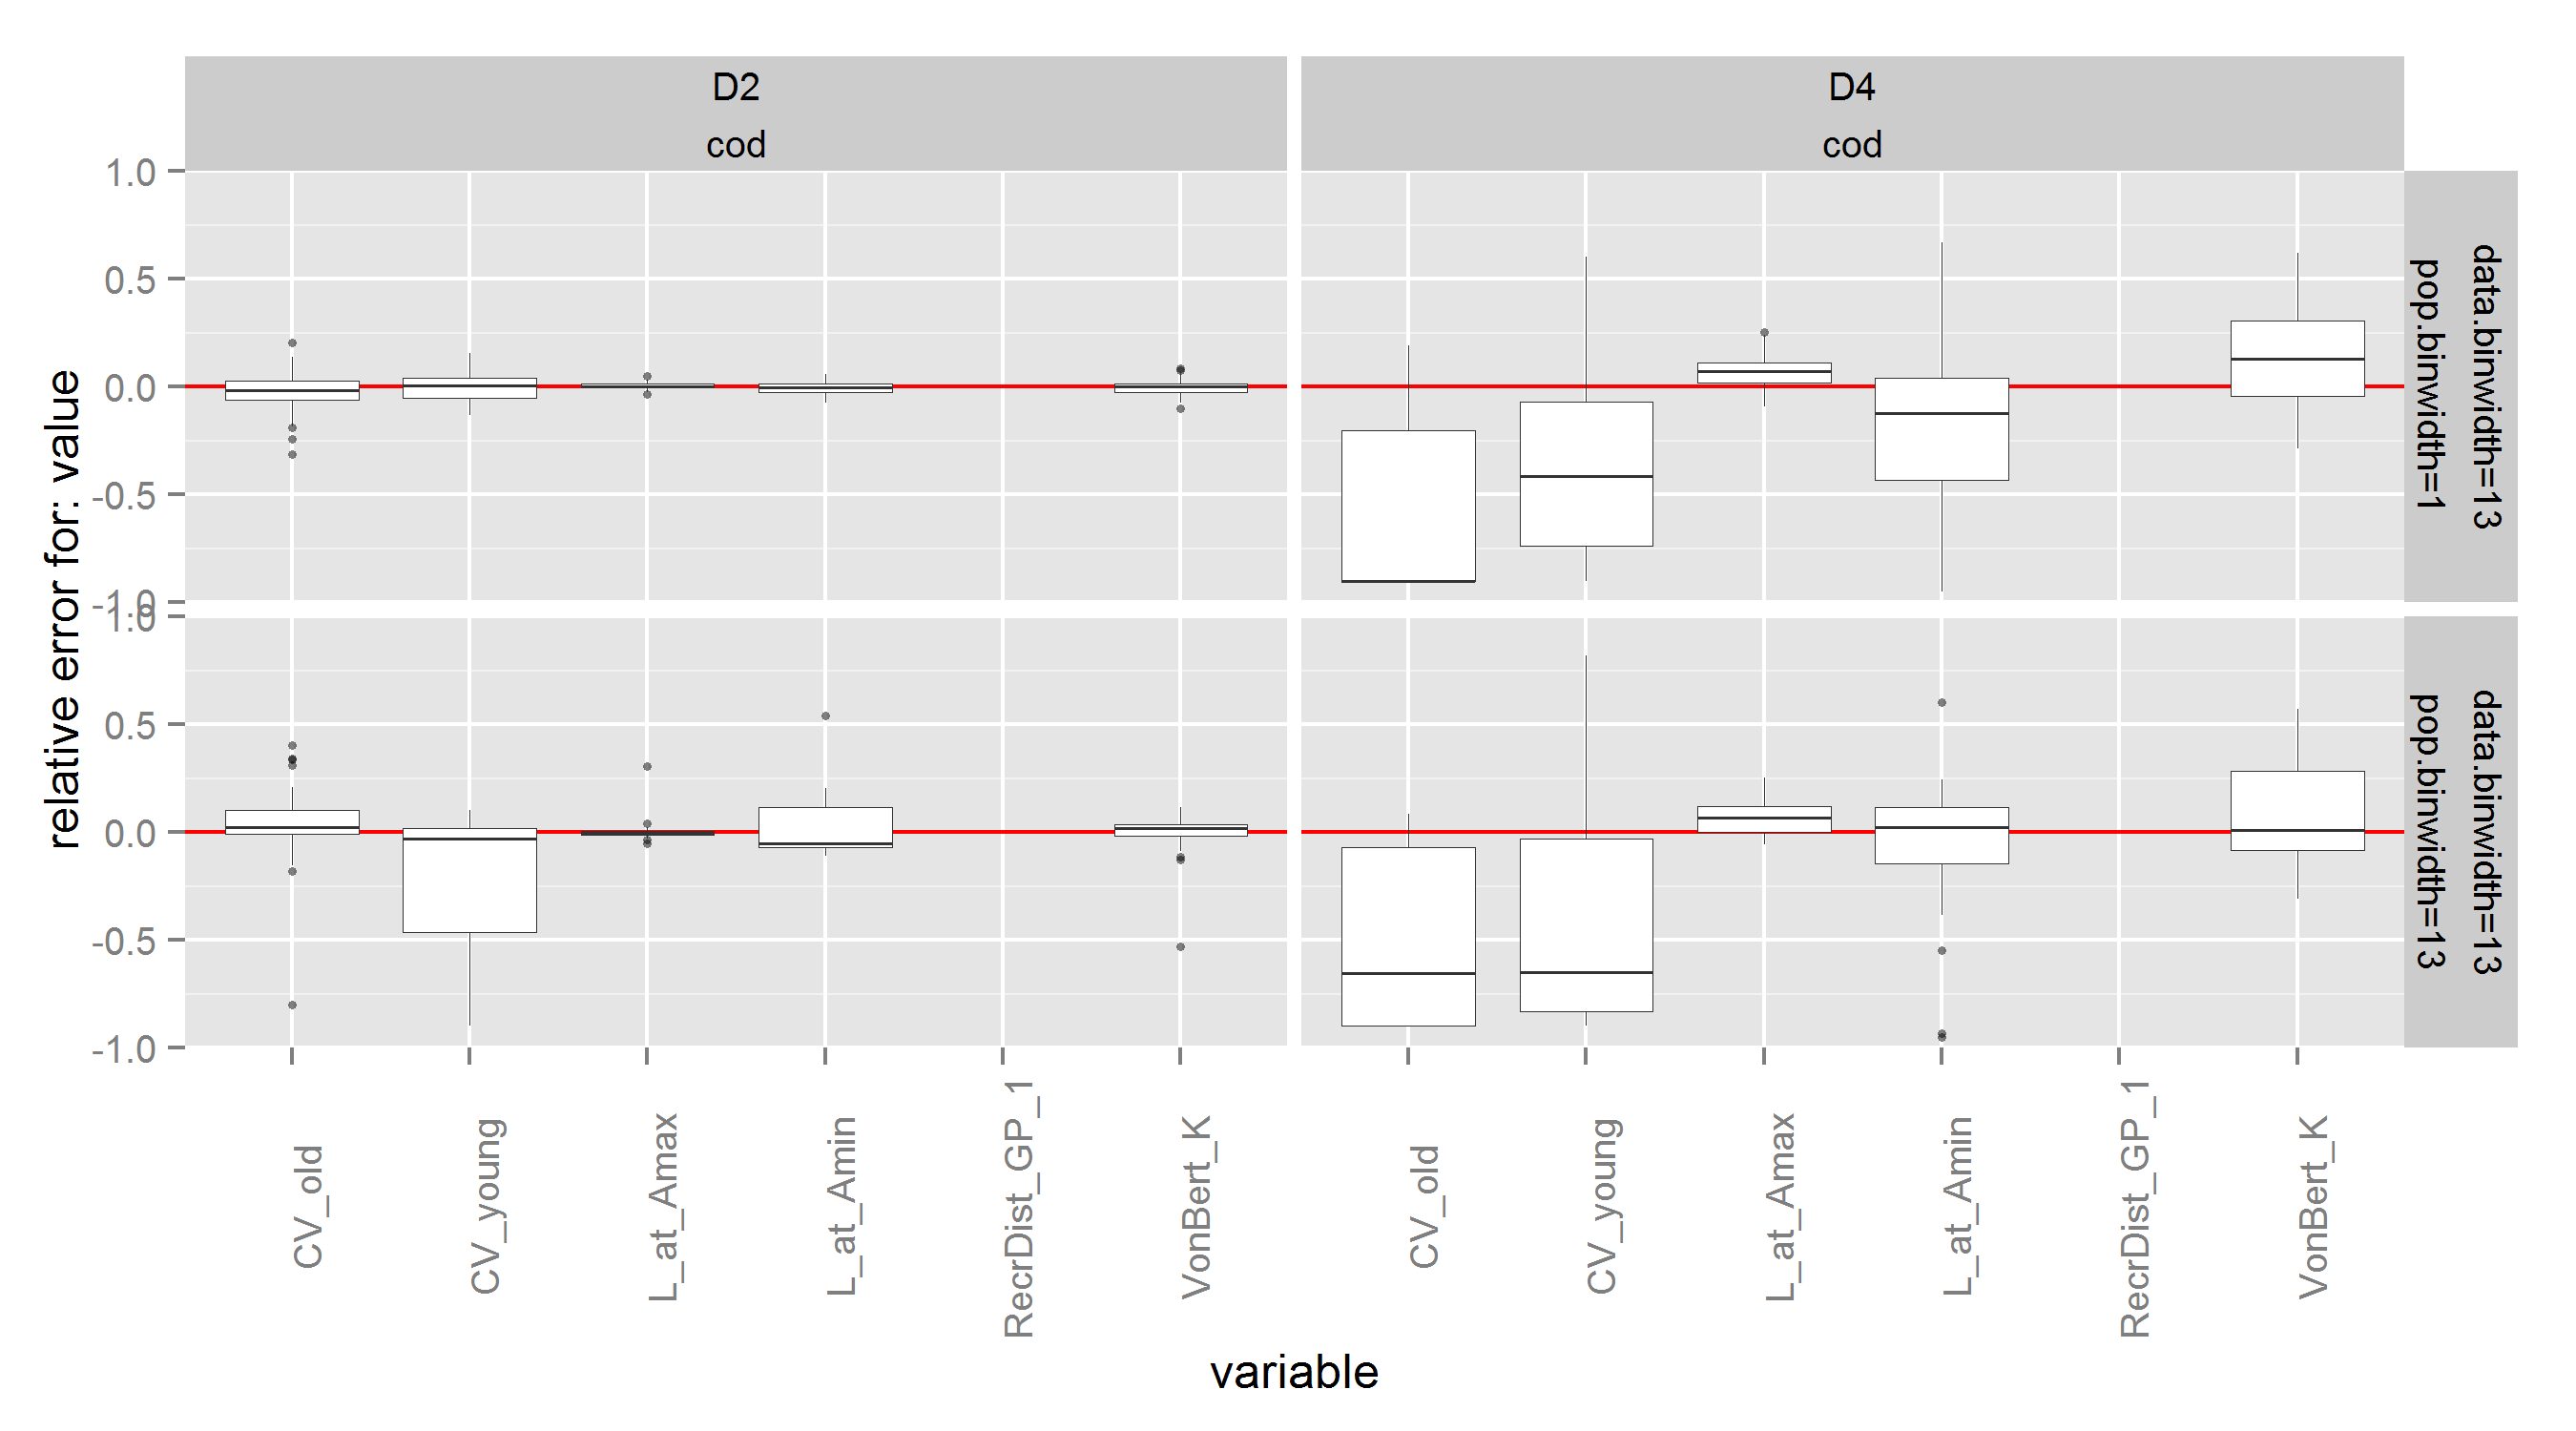 D2
D4
cod
cod
relative error for: value
1.0
0.5
0.0
-0.5
-1.0
data.binwidth=13
pop.binwidth=1
1.0
0.5
0.0
-0.5
-1.0
data.binwidth=13
pop.binwidth=13
CV_old
CV_young
L_at_Amax
L_at_Amin
RecrDist_GP_1
VonBert_K
CV_old
CV_young
L_at_Amax
L_at_Amin
RecrDist_GP_1
VonBert_K
variable